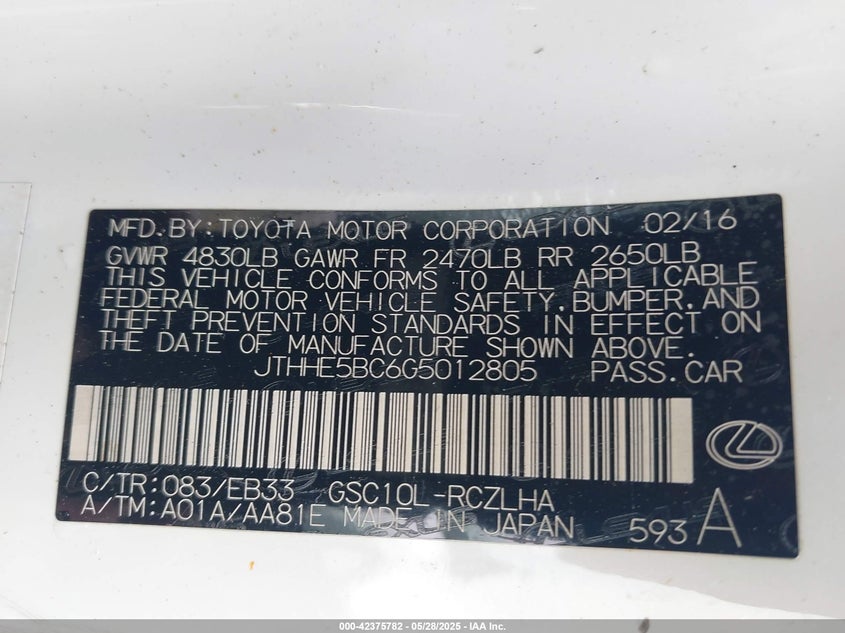 MFD.BY:TOYOTA MOTOR CORPORATION 02/16
GVWR 4830LB GAWR FR 2470LB RR 2650LB
THIS VEHICLE CONFORMS TO ALL APPLICABLE
FEDERAL MOTOR VEHICLE SAFETY,BUMPER,AND
THEFT PREVENTION STANDARDS IN EFFECT ON
THE DATE OF MANUFACTURE SHOWN ABOVE.
JTHHE5BC6G5012805 PASS.CAR
C/TR:083/EB33 GSC10L-RCZLHA
A/TM:A01A/AA81E MADE IN JAPAN 593 A
000-42375782 - 05/28/2025 - IAA Inc.